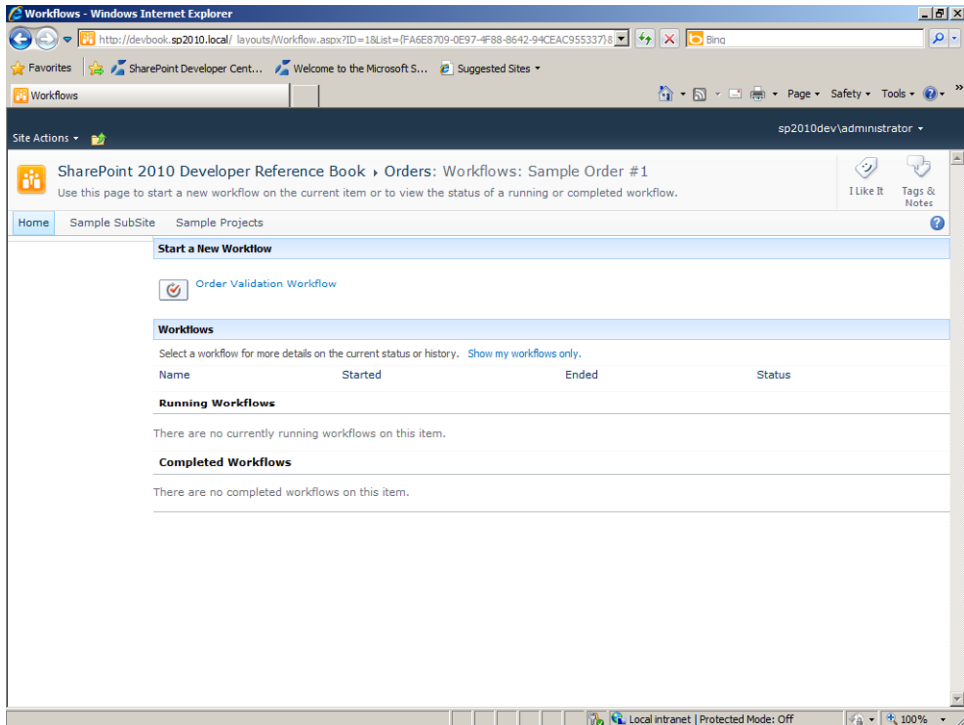 Workflows - Windows Internet Explorer
http://devbook.sp2010.local/_layouts/Workflow.aspx?ID=1&List={FA6E8709-0E97-4F88-8642-94CEAC955337}& Bing
Favorites SharePoint Developer Cent... Welcome to the Microsoft S... Suggested Sites
Workflows Page Safety Tools »
sp2010dev\administrator
Site Actions
SharePoint 2010 Developer Reference Book Orders: Workflows: Sample Order #1
Use this page to start a new workflow on the current item or to view the status of a running or completed workflow.
I Like It Tags &
Notes
Home Sample SubSite Sample Projects
Start a New Workflow
Order Validation Workflow
Workflows
Select a workflow for more details on the current status or history. Show my workflows only.
Name Started Ended Status
Running Workflows
There are no currently running workflows on this item.
Completed Workflows
There are no completed workflows on this item.
Local intranet | Protected Mode: Off 100%